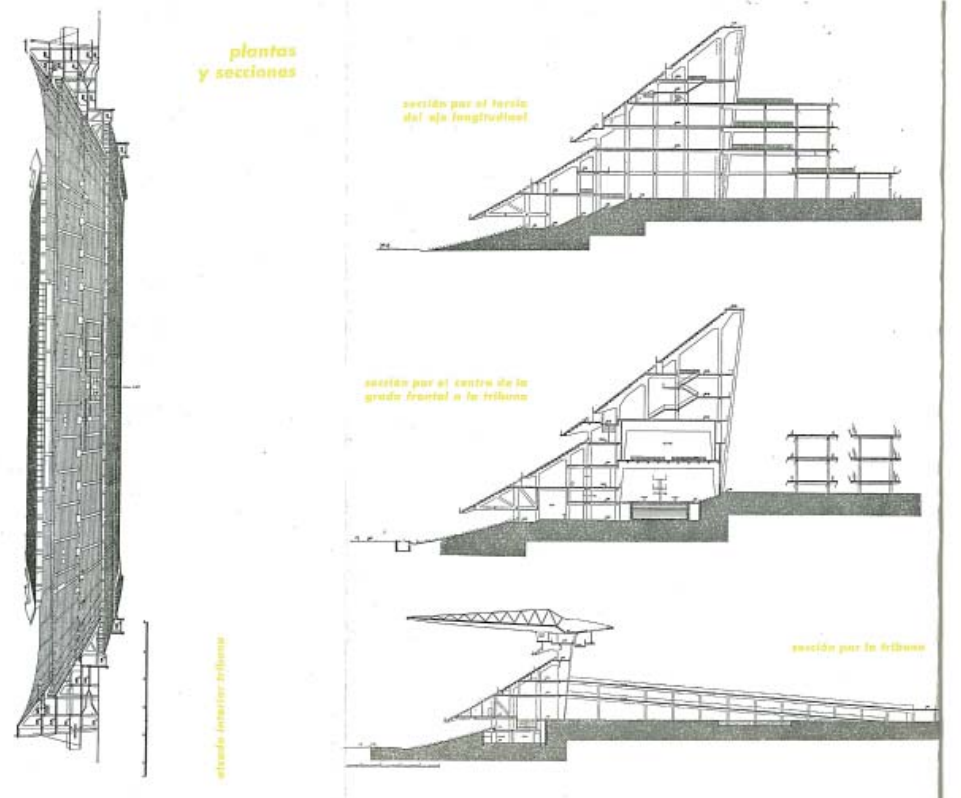 plantas
y secciones
sección por el tercio
del eje longitudinal
sección por el centro de la
grada frontal a la tribuna
sección por la tribuna
alzado interior tribuna